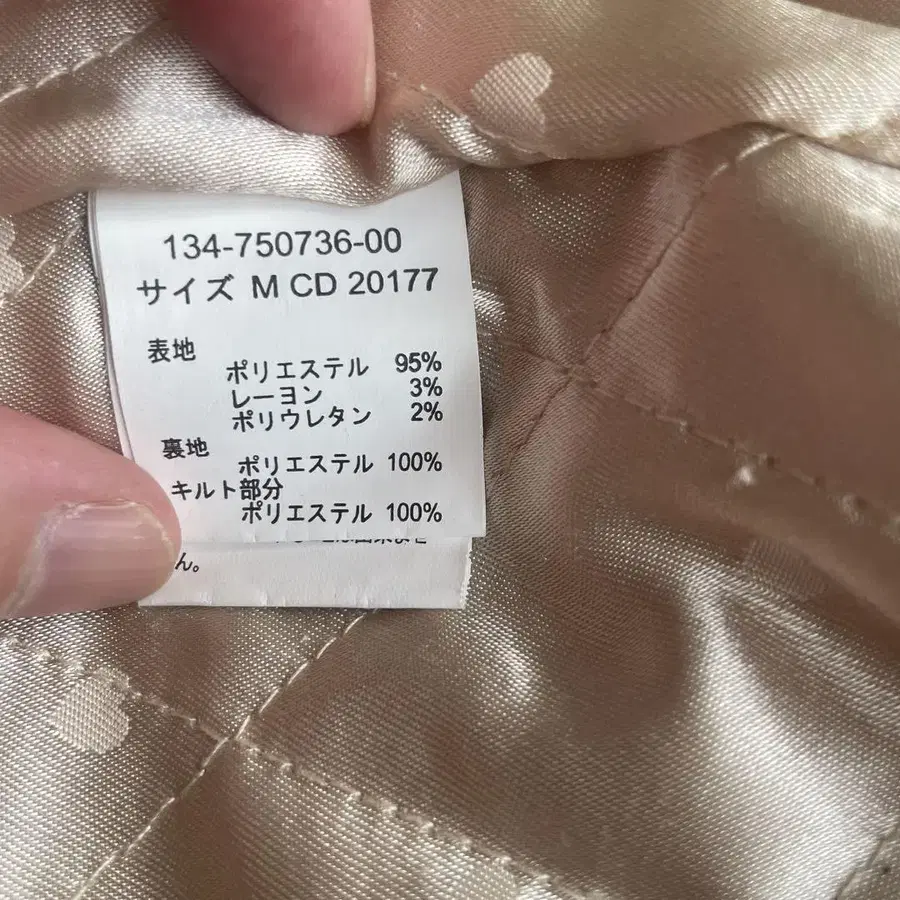 134-750736-00
サイズ M CD 20177
表地
ポリエステル 95%
レーヨン 3%
ポリウレタン 2%
裏地
ポリエステル 100%
キルト部分
ポリエステル 100%
ん。